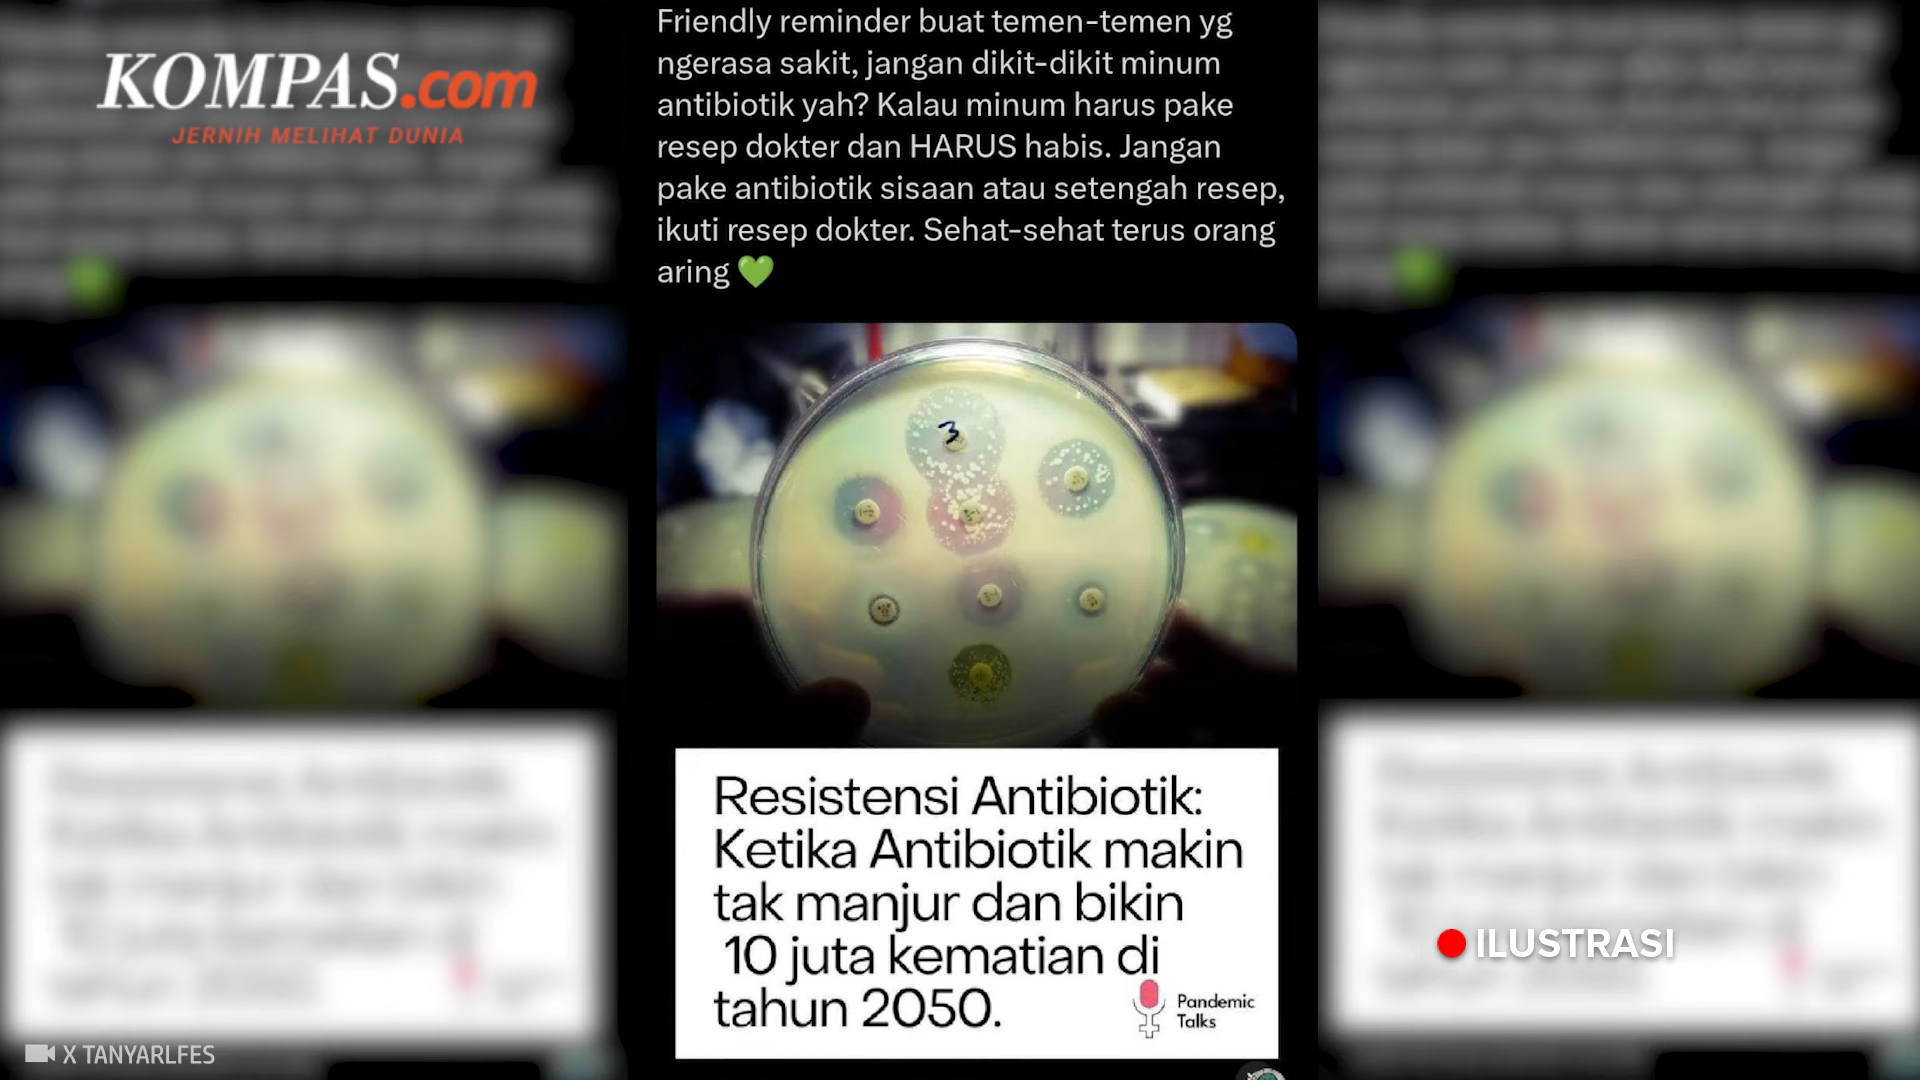 KOMPAS.com
JERNIH MELIHAT DUNIA
Friendly reminder buat temen-temen yg
ngerasa sakit, jangan dikit-dikit minum
antibiotik yah? Kalau minum harus pake
resep dokter dan HARUS habis. Jangan
pake antibiotik sisaan atau setengah resep,
ikuti resep dokter. Sehat-sehat terus orang
aring 💚
3
Resistensi Antibiotik:
Ketika Antibiotik makin
tak manjur dan bikin
10 juta kematian di
tahun 2050.
Pandemic
Talks
ILUSTRASI
X TANYARLFES